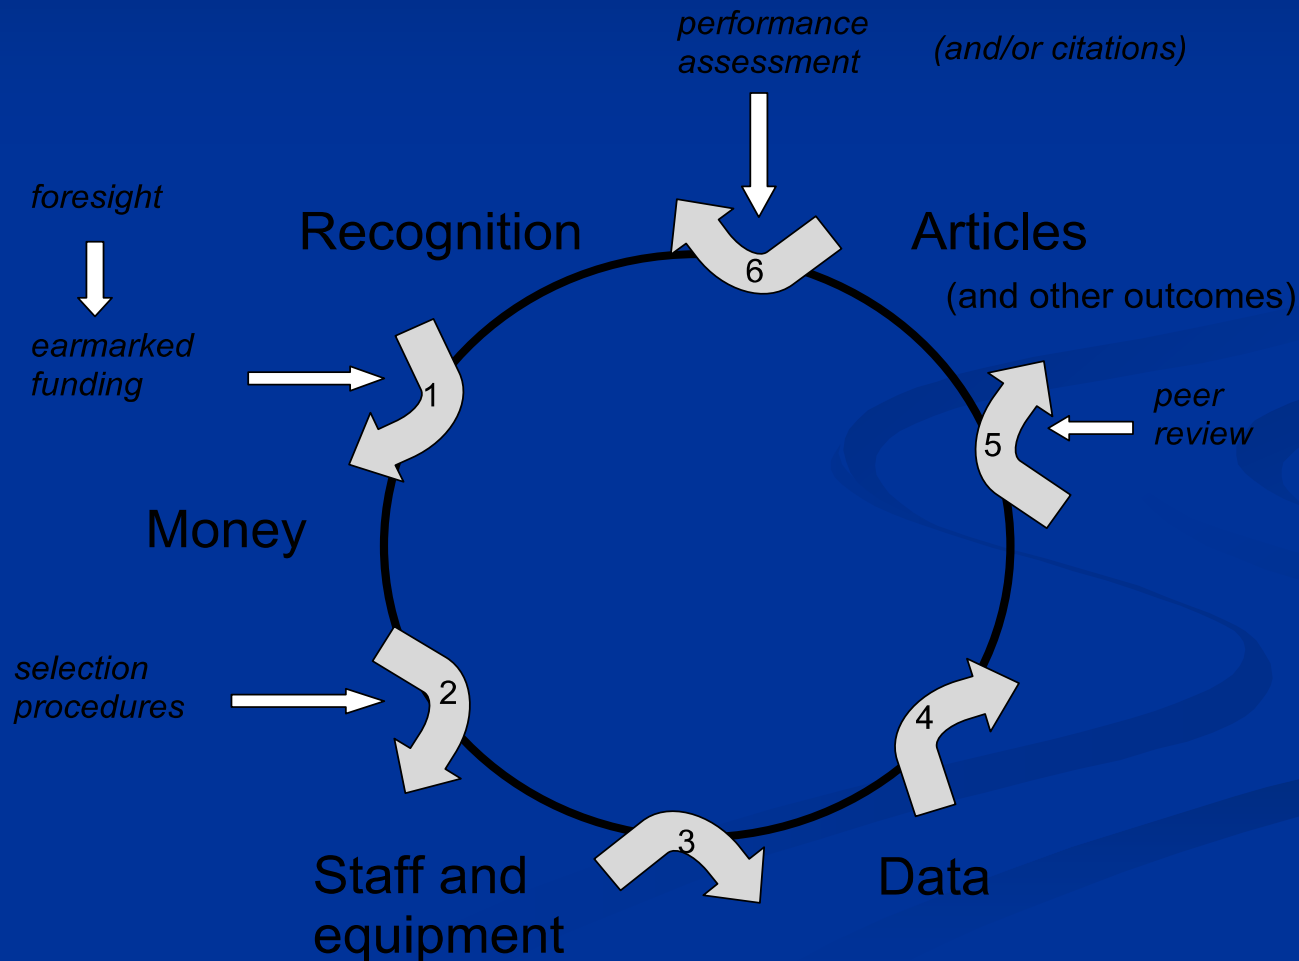 performance
assessment
(and/or citations)
foresight
Recognition
Articles
6
(and other outcomes)
earmarked
funding
1
peer
review
5
Money
selection
procedures
2
4
3
Staff and
equipment
Data